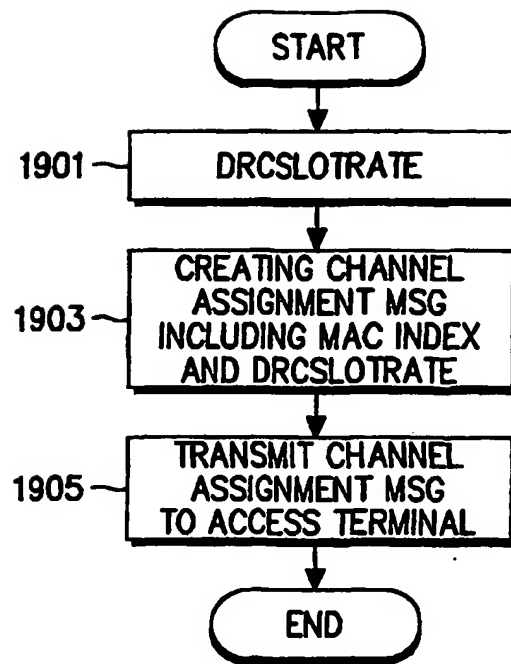 START
1901
DRCSLOTRATE
1903
CREATING CHANNEL
ASSIGNMENT MSG
INCLUDING MAC INDEX
AND DRCSLOTRATE
1905
TRANSMIT CHANNEL
ASSIGNMENT MSG
TO ACCESS TERMINAL
END